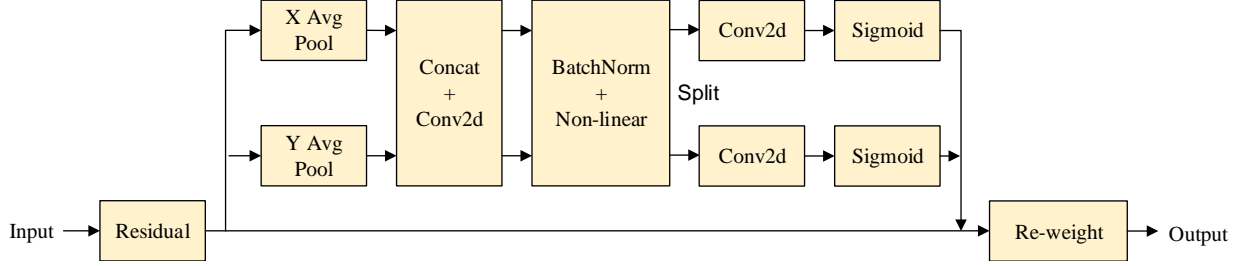 X Avg
Pool
Concat
+
Conv2d
BatchNorm
+
Non-linear
Conv2d
Sigmoid
Split
Y Avg
Pool
Conv2d
Sigmoid
Input
Residual
Re-weight
Output